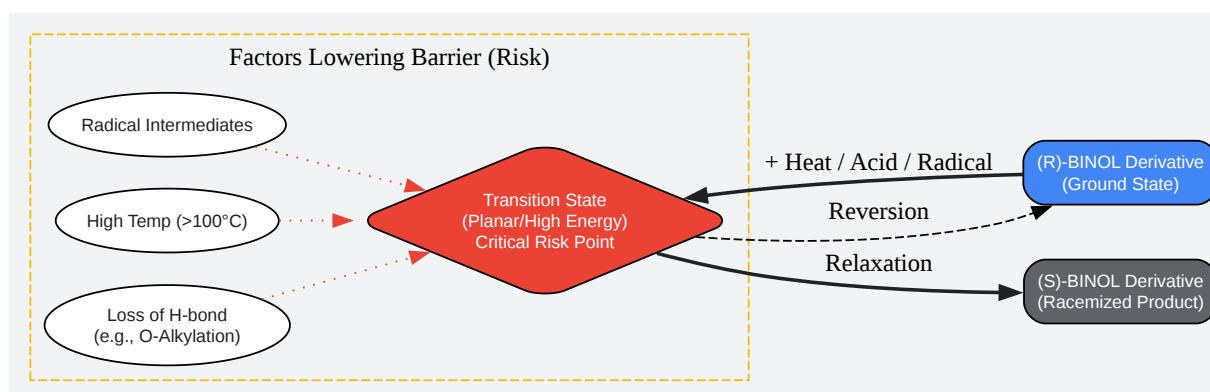 Factors Lowering Barrier (Risk)
Radical Intermediates
High Temp (>100°C)
Loss of H-bond
(e.g., O-Alkylation)
Transition State
(Planar/High Energy)
Critical Risk Point
+ Heat / Acid / Radical
Reversion
Relaxation
(R)-BINOL Derivative
(Ground State)
(S)-BINOL Derivative
(Racemized Product)